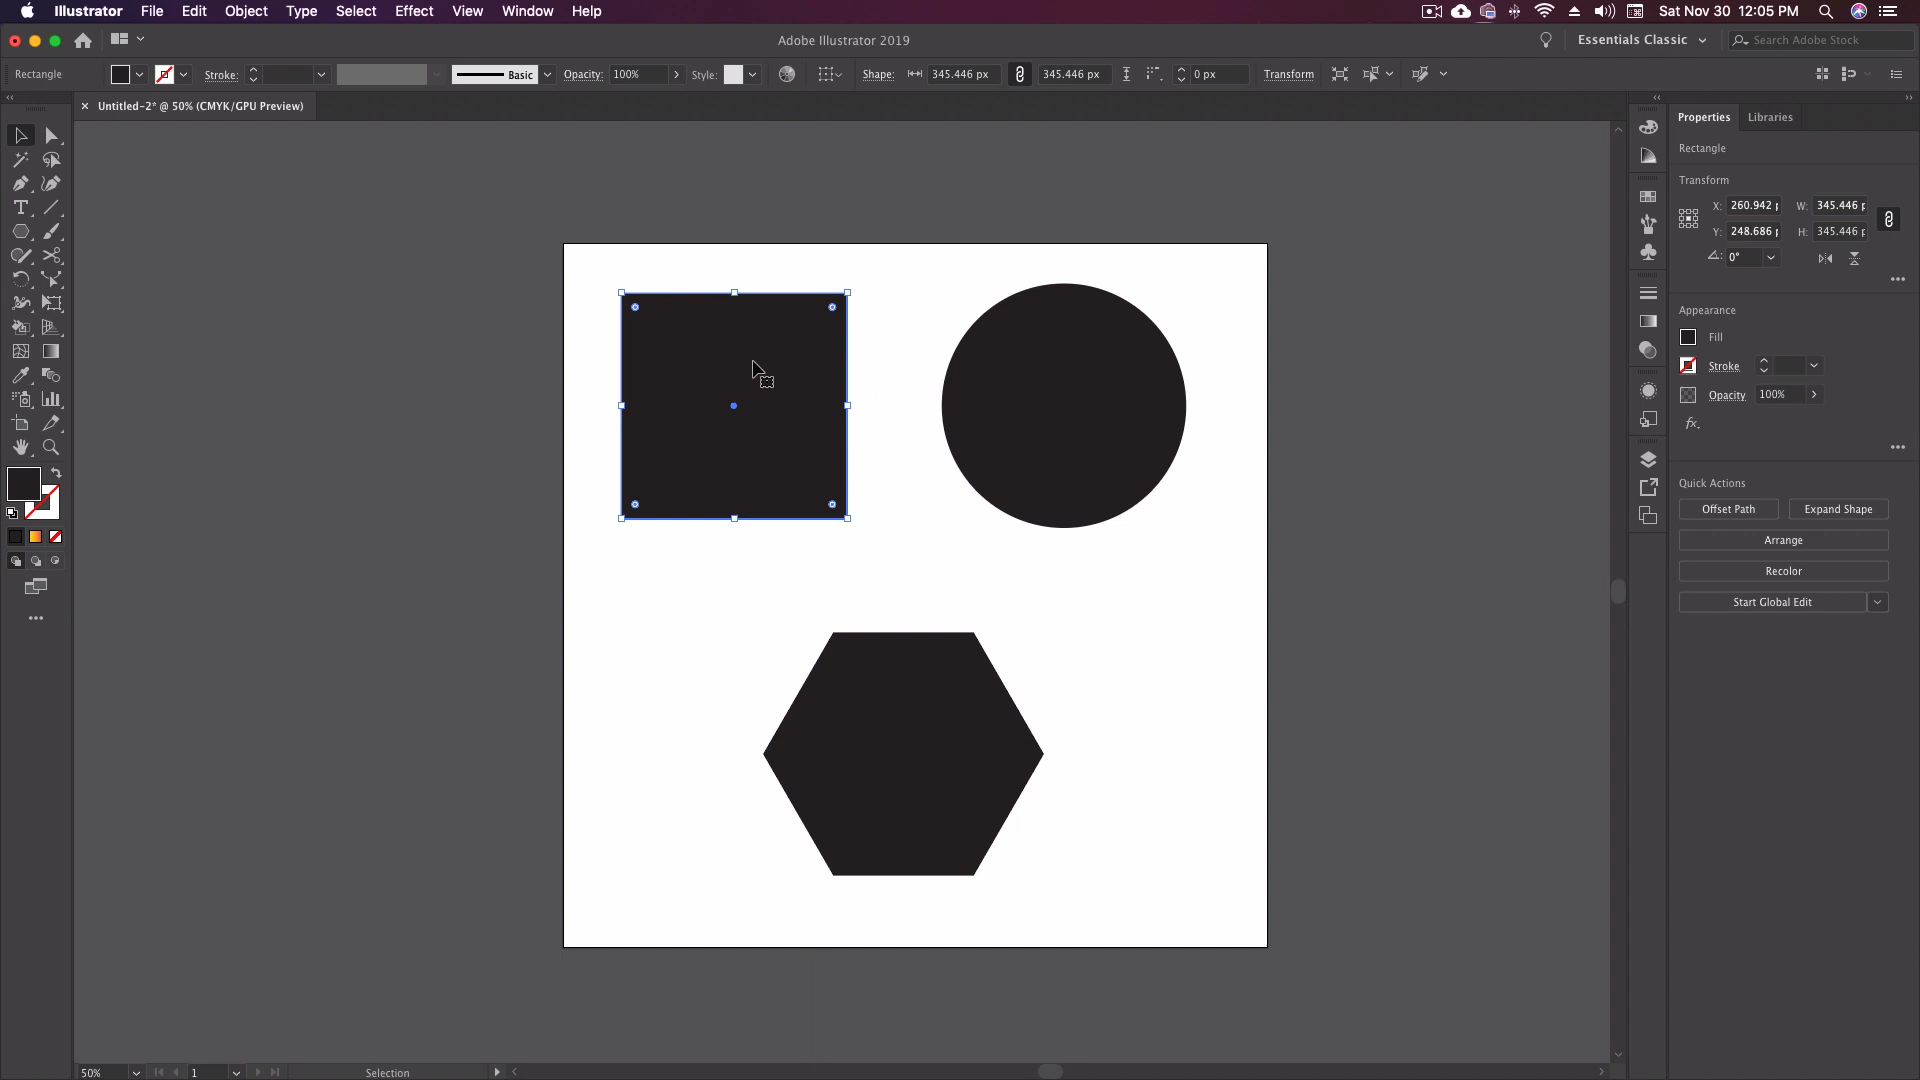 Illustrator File Edit Object Type Select Effect View Window Help
Sat Nov 30 12:05 PM
Adobe Illustrator 2019
Essentials Classic
Search Adobe Stock
Rectangle
Stroke:
Basic
Opacity: 100%
Style:
Shape: 345.446 px 345.446 px
0 px
Transform
× Untitled-2* @ 50% (CMYK/GPU Preview)
Properties Libraries
Rectangle
Transform
X: 260.942 W: 345.446 p
Y: 248.686 H: 345.446 p
0°
Appearance
Fill
Stroke
Opacity 100%
fx.
Quick Actions
Offset Path Expand Shape
Arrange
Recolor
Start Global Edit
50% 1 Selection